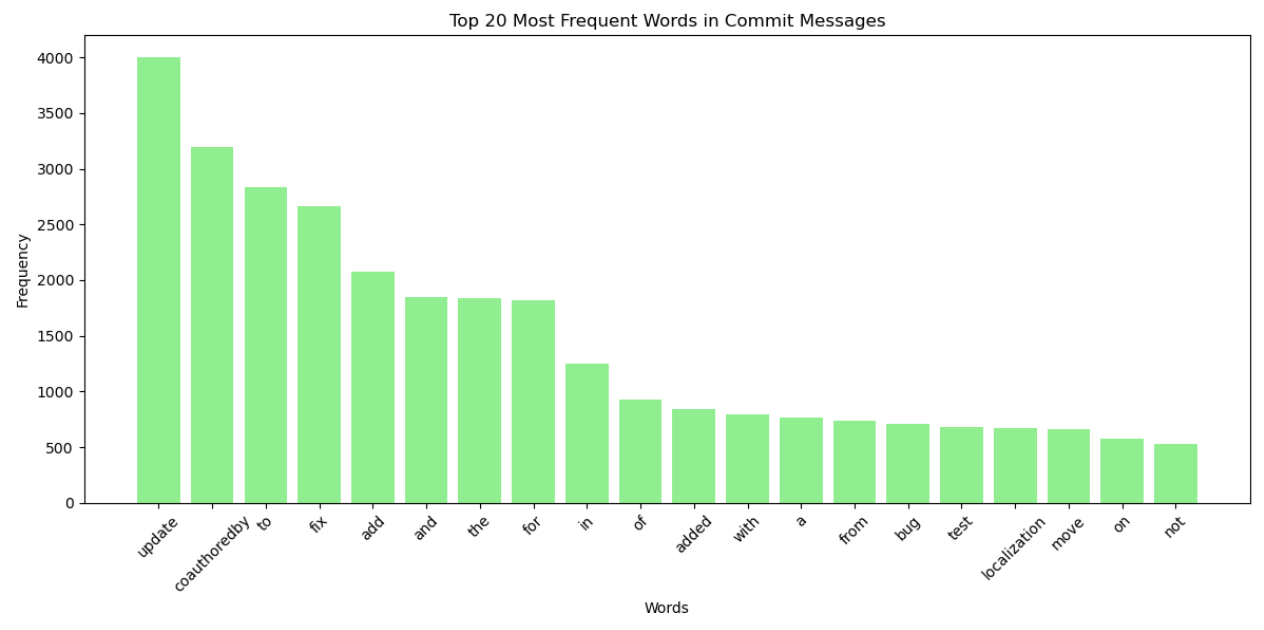 Top 20 Most Frequent Words in Commit Messages
Frequency
4000
3500
3000
2500
2000
1500
1000
500
0
update
coauthoredby
to
fix
add
and
the
for
in
of
added
with
a
from
bug
test
localization
move
on
not
Words